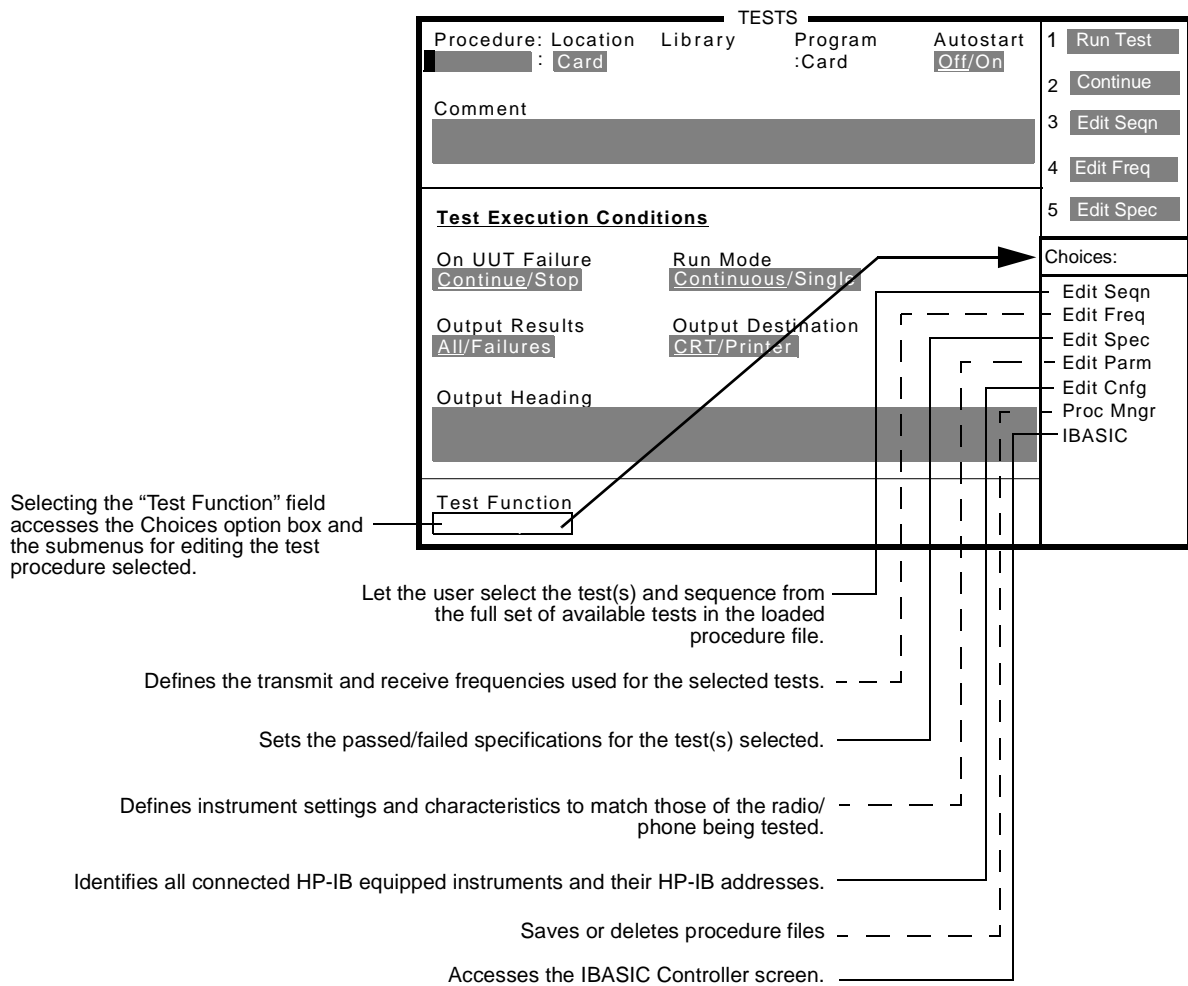 TESTS
Procedure: Location Library Program Autostart
: Card :Card Off/On
Comment
1 Run Test
2 Continue
3 Edit Seqn
4 Edit Freq
5 Edit Spec
Test Execution Conditions
On UUT Failure Run Mode
Continue/Stop Continuous/Single
Output Results Output Destination
All/Failures CRT/Printer
Output Heading
Test Function
Choices:
Edit Seqn
Edit Freq
Edit Spec
Edit Parm
Edit Cnfg
Proc Mngr
IBASIC
Selecting the “Test Function” field
accesses the Choices option box and
the submenus for editing the test
procedure selected.
Let the user select the test(s) and sequence from
the full set of available tests in the loaded
procedure file.
Defines the transmit and receive frequencies used for the selected tests.
Sets the passed/failed specifications for the test(s) selected.
Defines instrument settings and characteristics to match those of the radio/
phone being tested.
Identifies all connected HP-IB equipped instruments and their HP-IB addresses.
Saves or deletes procedure files
Accesses the IBASIC Controller screen.